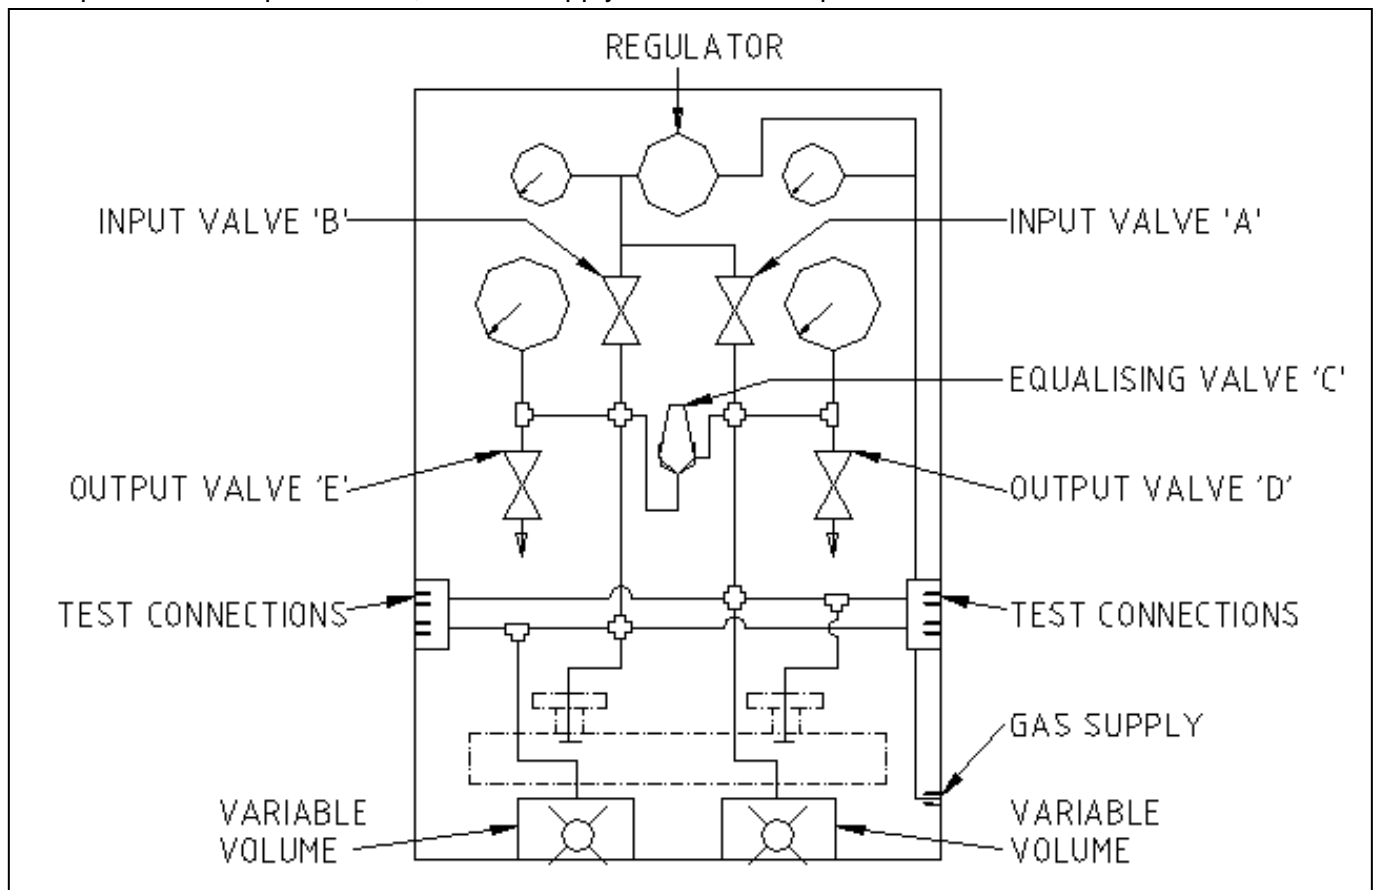 REGULATOR
INPUT VALVE 'B'
INPUT VALVE 'A'
EQUALISING VALVE 'C'
OUTPUT VALVE 'E'
OUTPUT VALVE 'D'
TEST CONNECTIONS
TEST CONNECTIONS
GAS SUPPLY
VARIABLE
VOLUME
VARIABLE
VOLUME